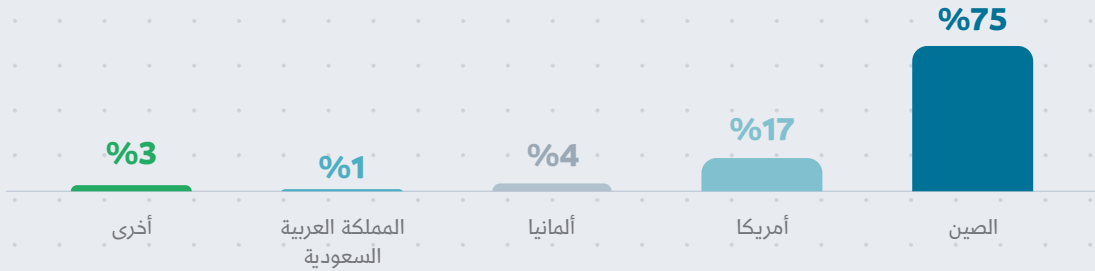 %75
%17
%4
%1
%3
الصين
أمريكا
ألمانيا
المملكة العربية
السعودية
أخرى